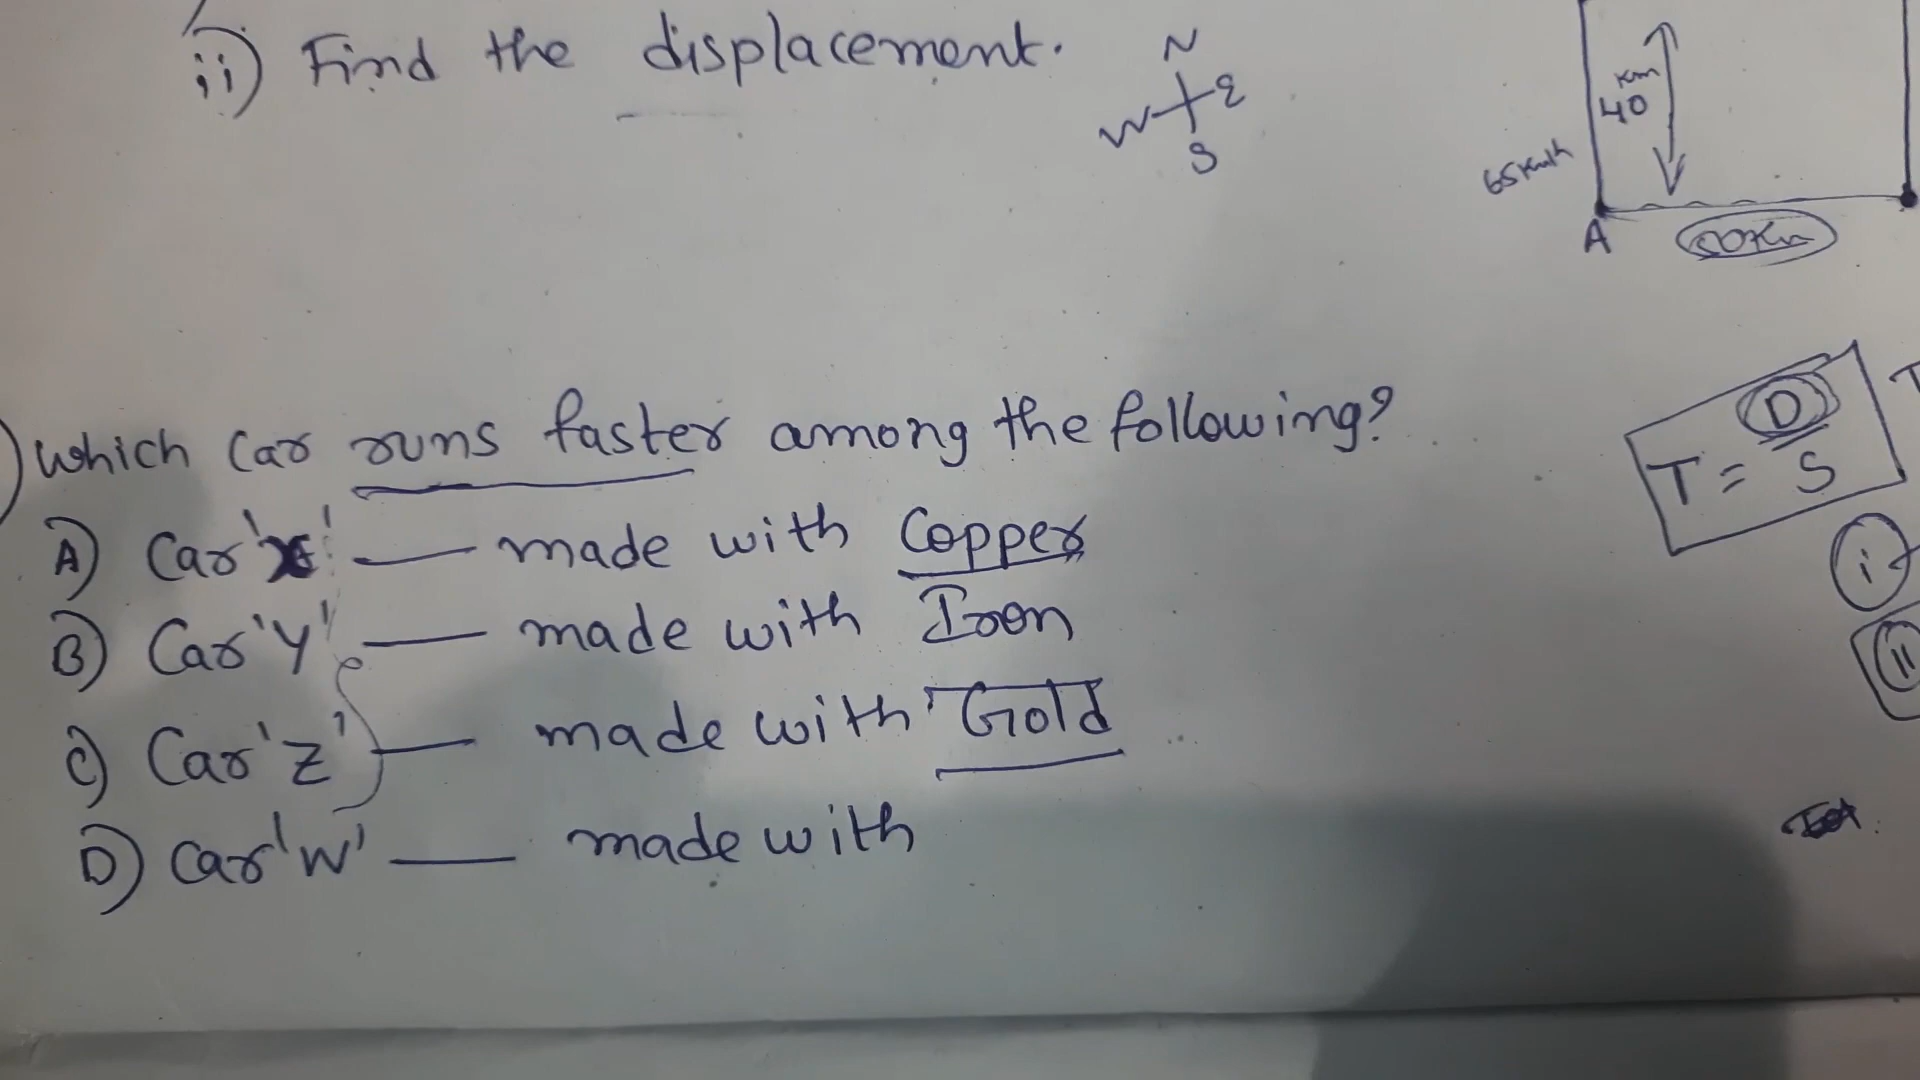 ii) Find the displacement.
N
W E
S
40 km
65 km/h
A
which Car runs faster among the following?
A) Car 'x' — made with Copper
B) Car 'Y' — made with Iron
C) Car 'Z' — made with Gold
D) Car 'W' — made with
T = D/S
i
ii